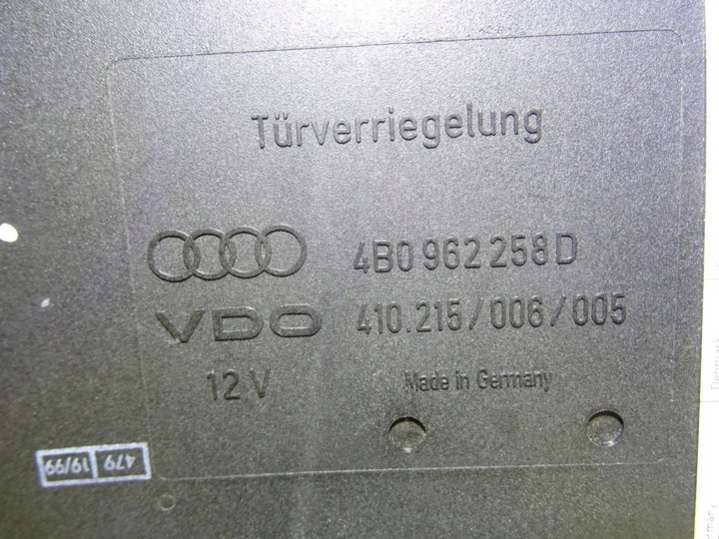 Türverriegelung
4B0 962 258 D
VDO 410.215/006/005
12 V Made in Germany
479 19/99